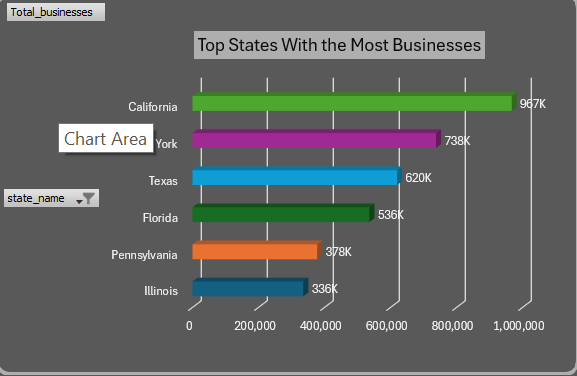 Total_businesses
Top States With the Most Businesses
California
967K
Chart Area
York
738K
Texas
620K
state_name
Florida
536K
Pennsylvania
378K
Illinois
336K
0
200,000
400,000
600,000
800,000
1,000,000